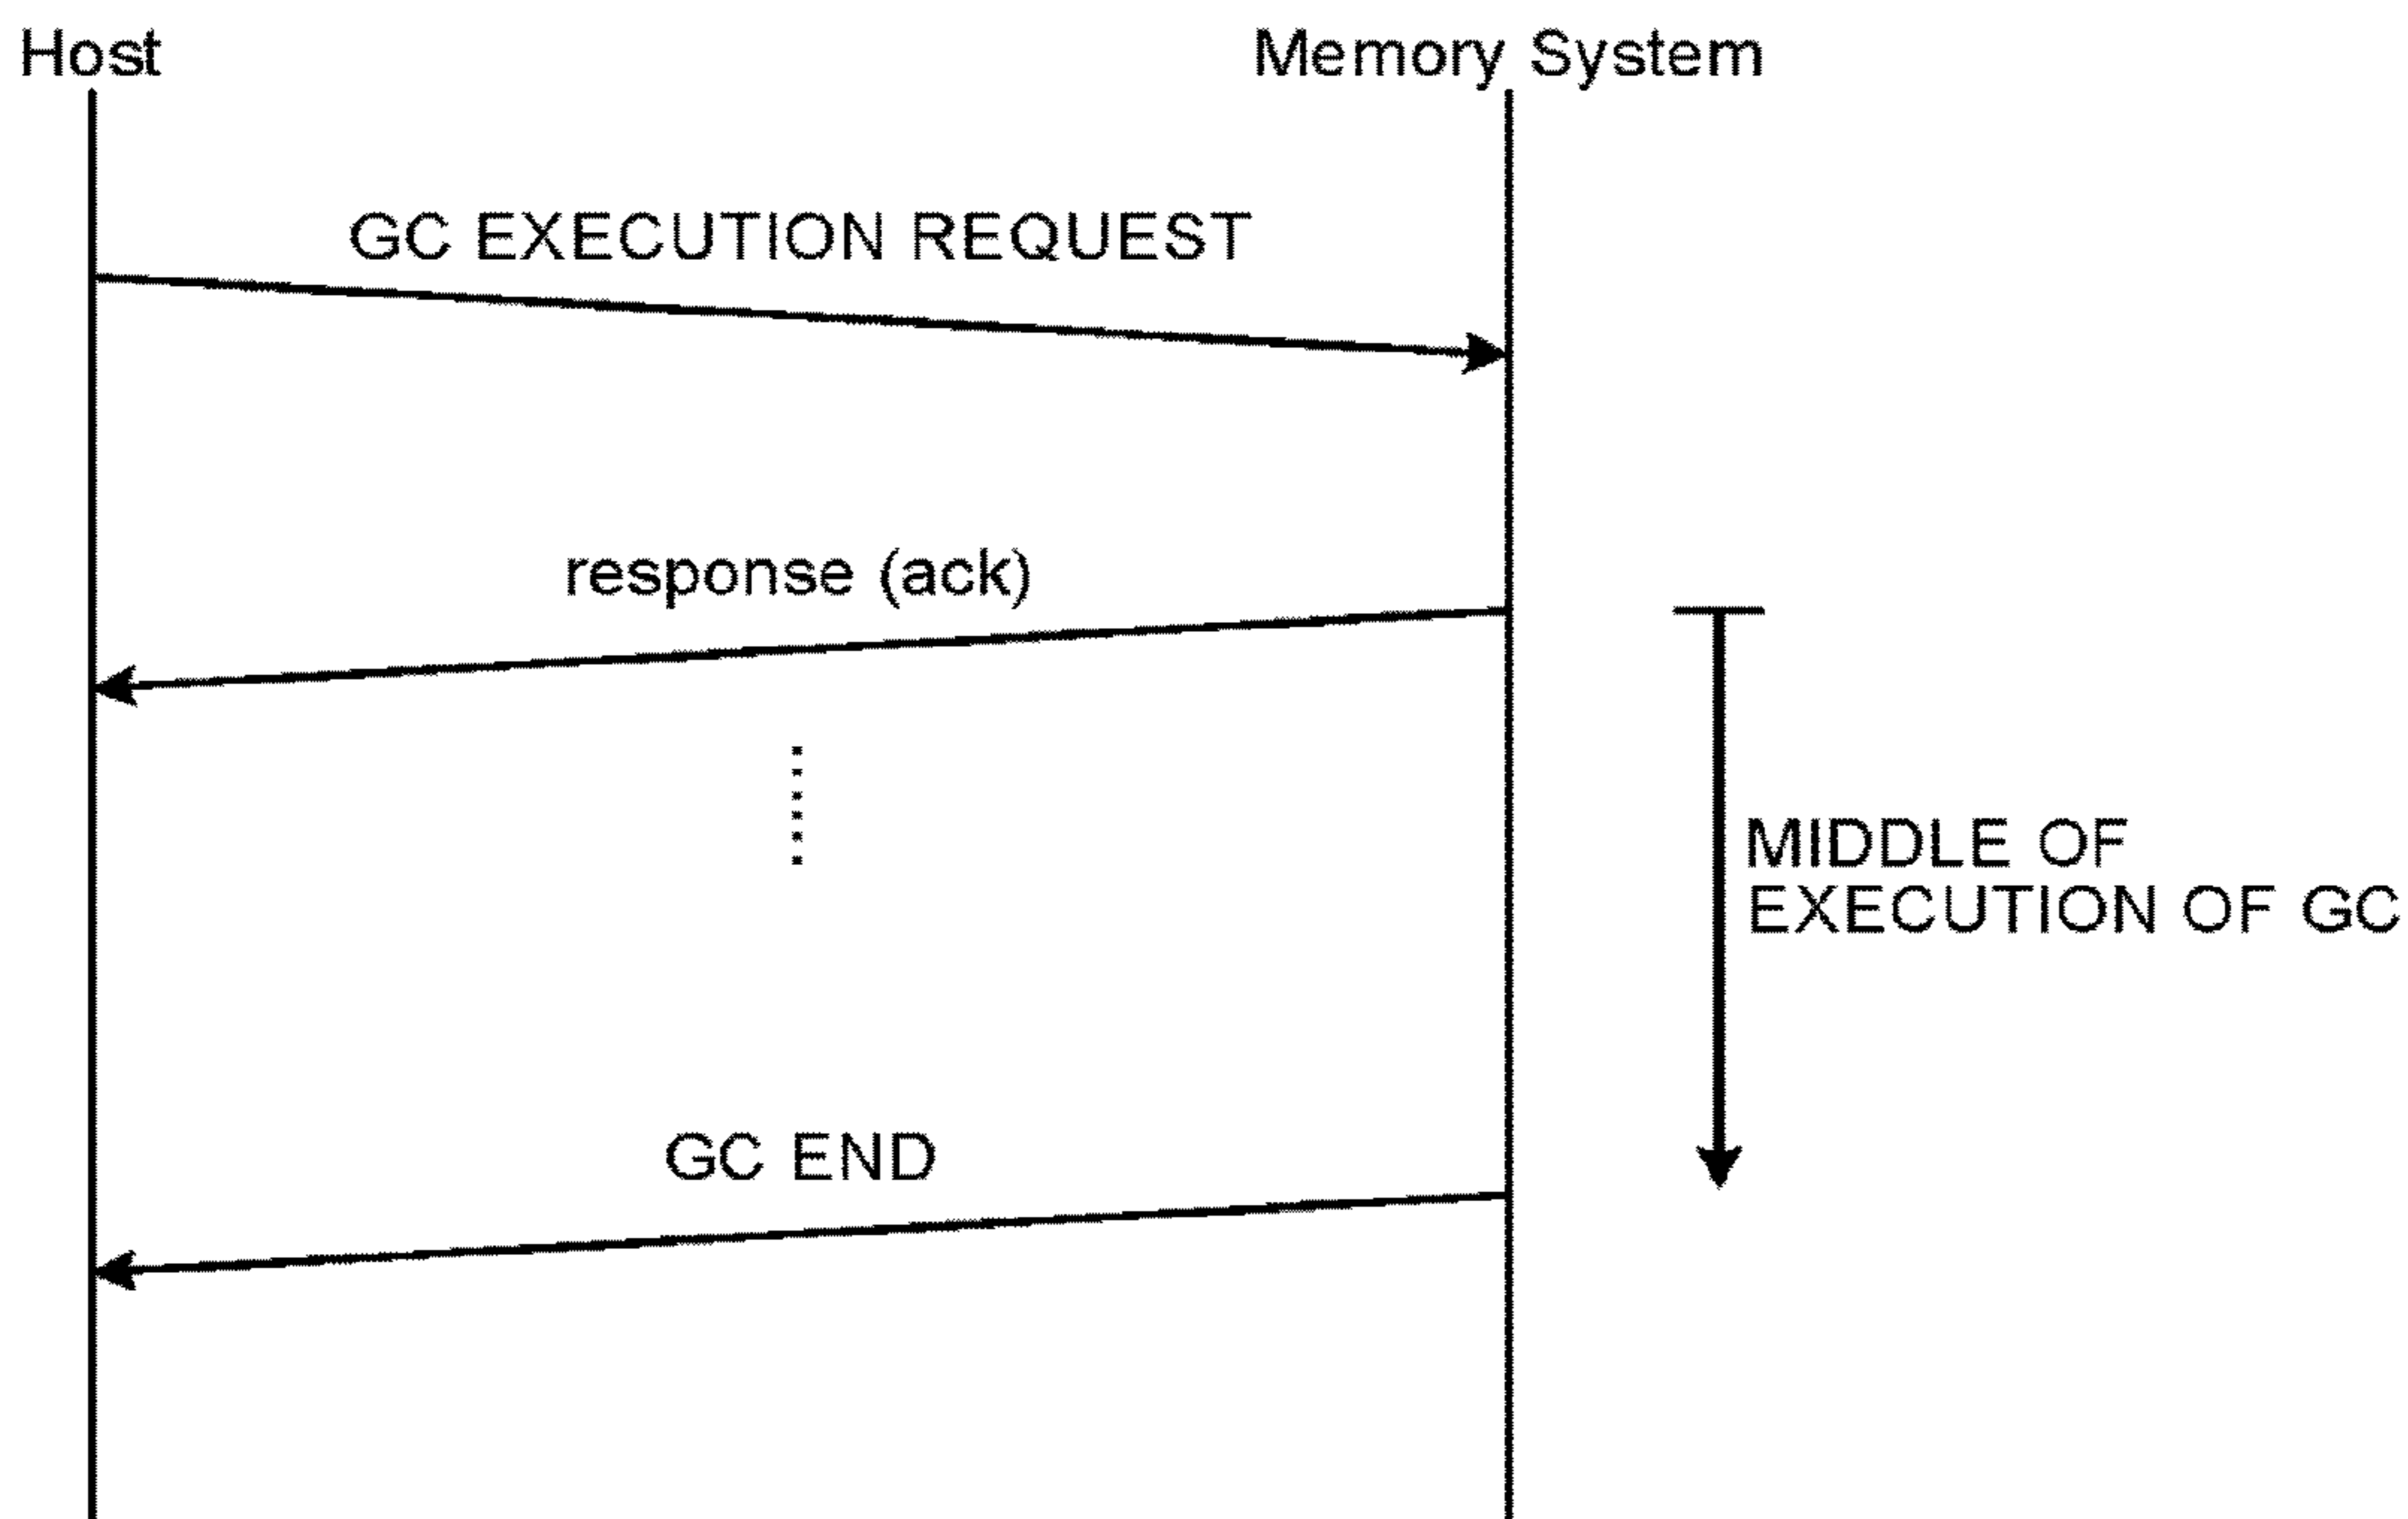 Host
Memory System
GC EXECUTION REQUEST
response (ack)
MIDDLE OF
EXECUTION OF GC
GC END